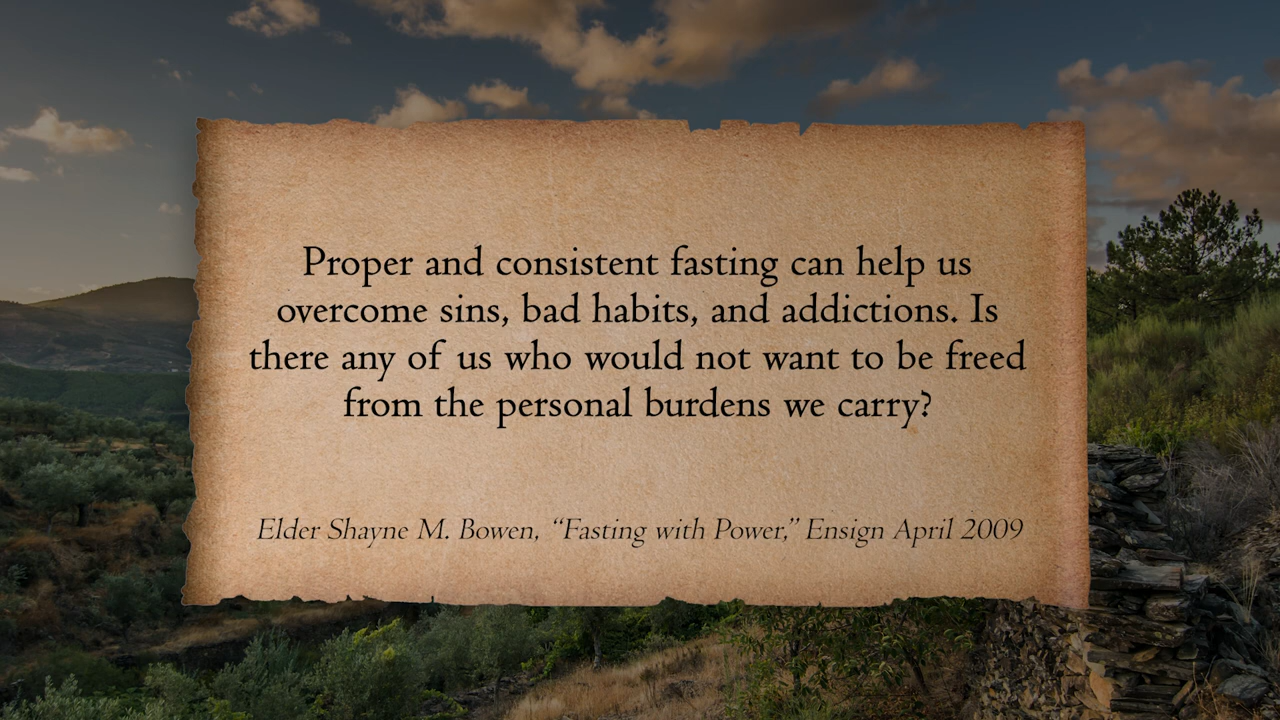 Proper and consistent fasting can help us
overcome sins, bad habits, and addictions. Is
there any of us who would not want to be freed
from the personal burdens we carry?
Elder Shayne M. Bowen, “Fasting with Power,” Ensign April 2009